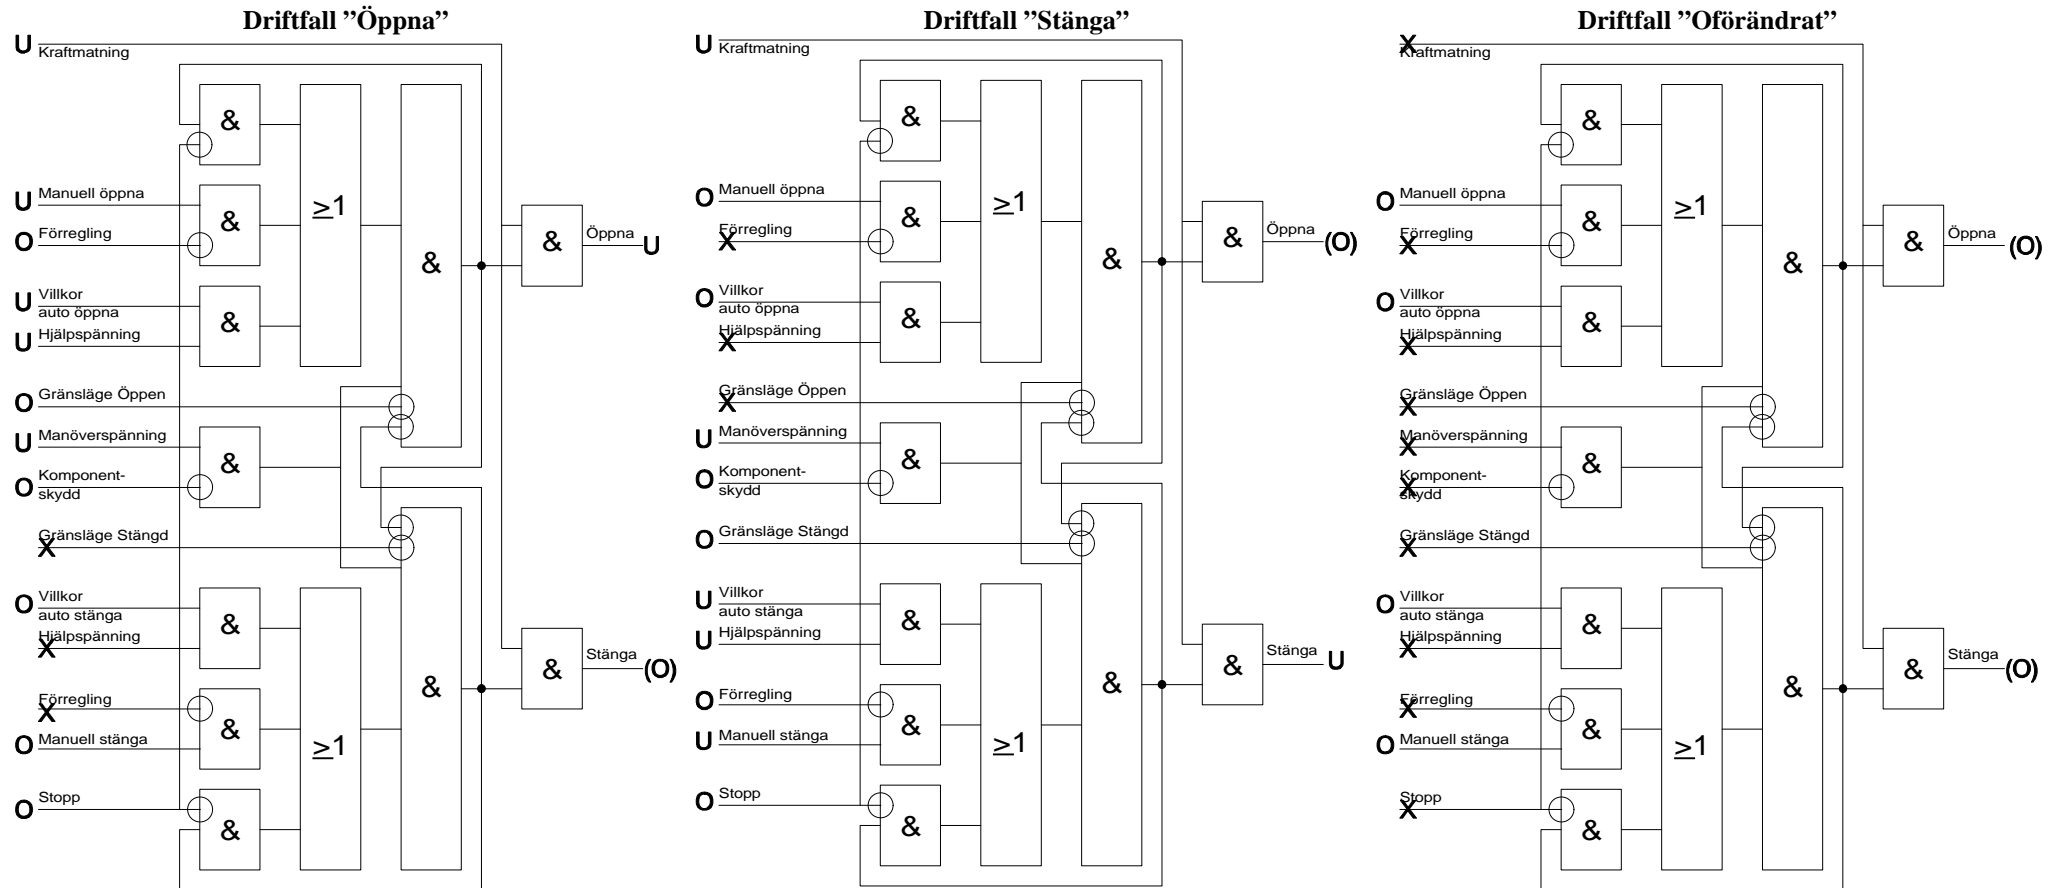 Driftfall ”Öppna”
U
Kraftmatning
&
U Manuell öppna
O Förregling
&
≥1
U Villkor
auto öppna
U Hjälpspänning
&
&
& Öppna U
O Gränsläge Öppen
U Manöverspänning
O Komponent-
skydd
&
X Gränsläge Stängd
O Villkor
auto stänga
X Hjälpspänning
&
X Förregling
O Manuell stänga
&
≥1
&
& Stänga (O)
O Stopp
&
Driftfall ”Stänga”
U
Kraftmatning
&
O Manuell öppna
X Förregling
&
≥1
O Villkor
auto öppna
X Hjälpspänning
&
&
& Öppna (O)
X Gränsläge Öppen
U Manöverspänning
O Komponent-
skydd
&
O Gränsläge Stängd
U Villkor
auto stänga
U Hjälpspänning
&
O Förregling
U Manuell stänga
&
≥1
&
& Stänga U
O Stopp
&
Driftfall ”Oförändrat”
X
Kraftmatning
&
O Manuell öppna
X Förregling
&
≥1
O Villkor
auto öppna
X Hjälpspänning
&
&
& Öppna (O)
X Gränsläge Öppen
X Manöverspänning
X Komponent-
skydd
&
X Gränsläge Stängd
O Villkor
auto stänga
X Hjälpspänning
&
X Förregling
O Manuell stänga
&
≥1
&
& Stänga (O)
X Stopp
&